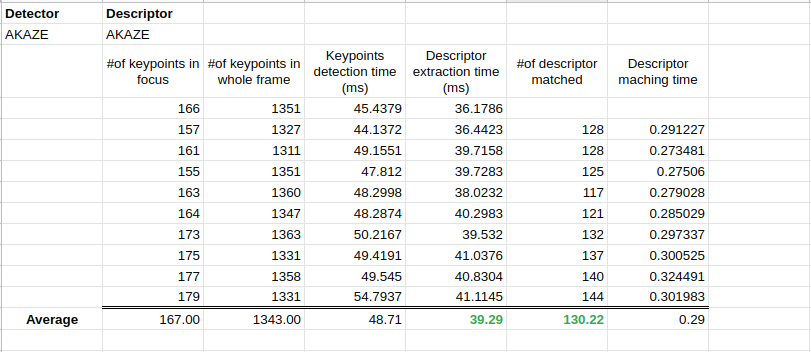 Detector Descriptor
AKAZE AKAZE
#of keypoints in focus #of keypoints in whole frame Keypoints detection time (ms) Descriptor extraction time (ms) #of descriptor matched Descriptor maching time
166 1351 45.4379 36.1786
157 1327 44.1372 36.4423 128 0.291227
161 1311 49.1551 39.7158 128 0.273481
155 1351 47.812 39.7283 125 0.27506
163 1360 48.2998 38.0232 117 0.279028
164 1347 48.2874 40.2983 121 0.285029
173 1363 50.2167 39.532 132 0.297337
175 1331 49.4191 41.0376 137 0.300525
177 1358 49.545 40.8304 140 0.324491
179 1331 54.7937 41.1145 144 0.301983
Average 167.00 1343.00 48.71 39.29 130.22 0.29